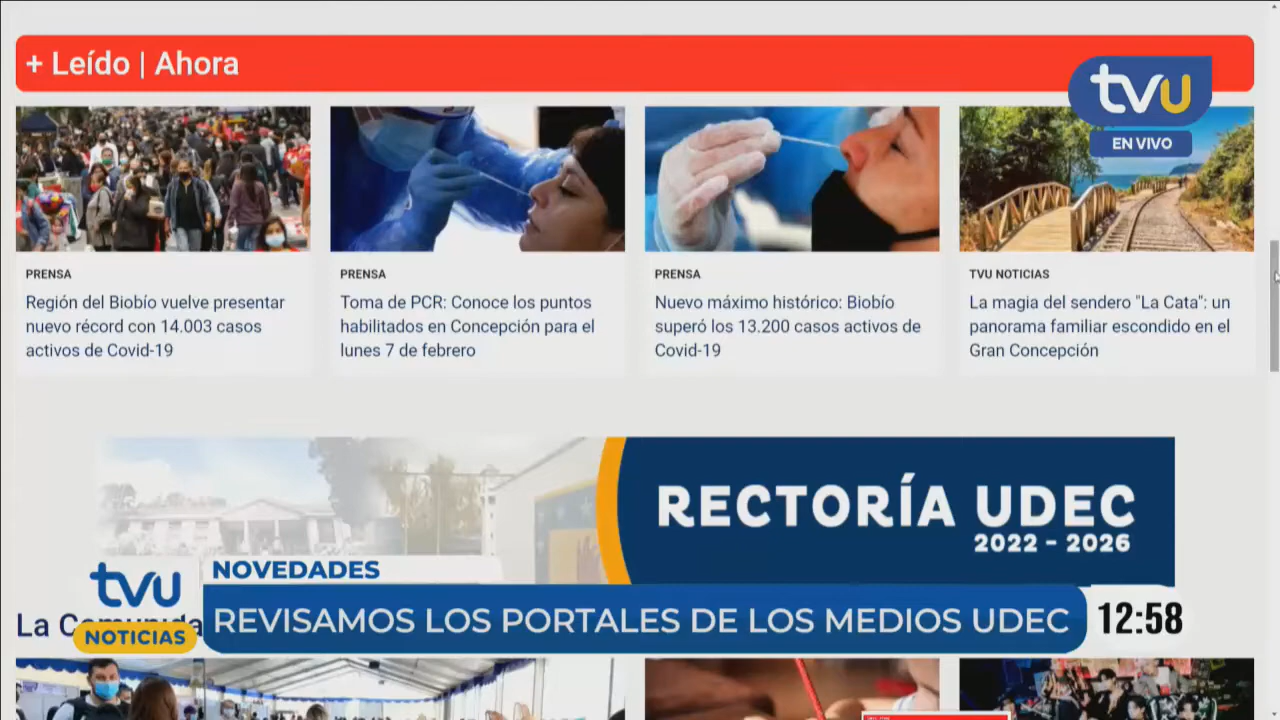 + Leído | Ahora
tvu
EN VIVO
PRENSA
Región del Biobío vuelve presentar
nuevo récord con 14.003 casos
activos de Covid-19
PRENSA
Toma de PCR: Conoce los puntos
habilitados en Concepción para el
lunes 7 de febrero
PRENSA
Nuevo máximo histórico: Biobío
superó los 13.200 casos activos de
Covid-19
TVU NOTICIAS
La magia del sendero "La Cata": un
panorama familiar escondido en el
Gran Concepción
RECTORÍA UDEC
2022 - 2026
La Comunida
tvu
NOTICIAS
NOVEDADES
REVISAMOS LOS PORTALES DE LOS MEDIOS UDEC
12:58